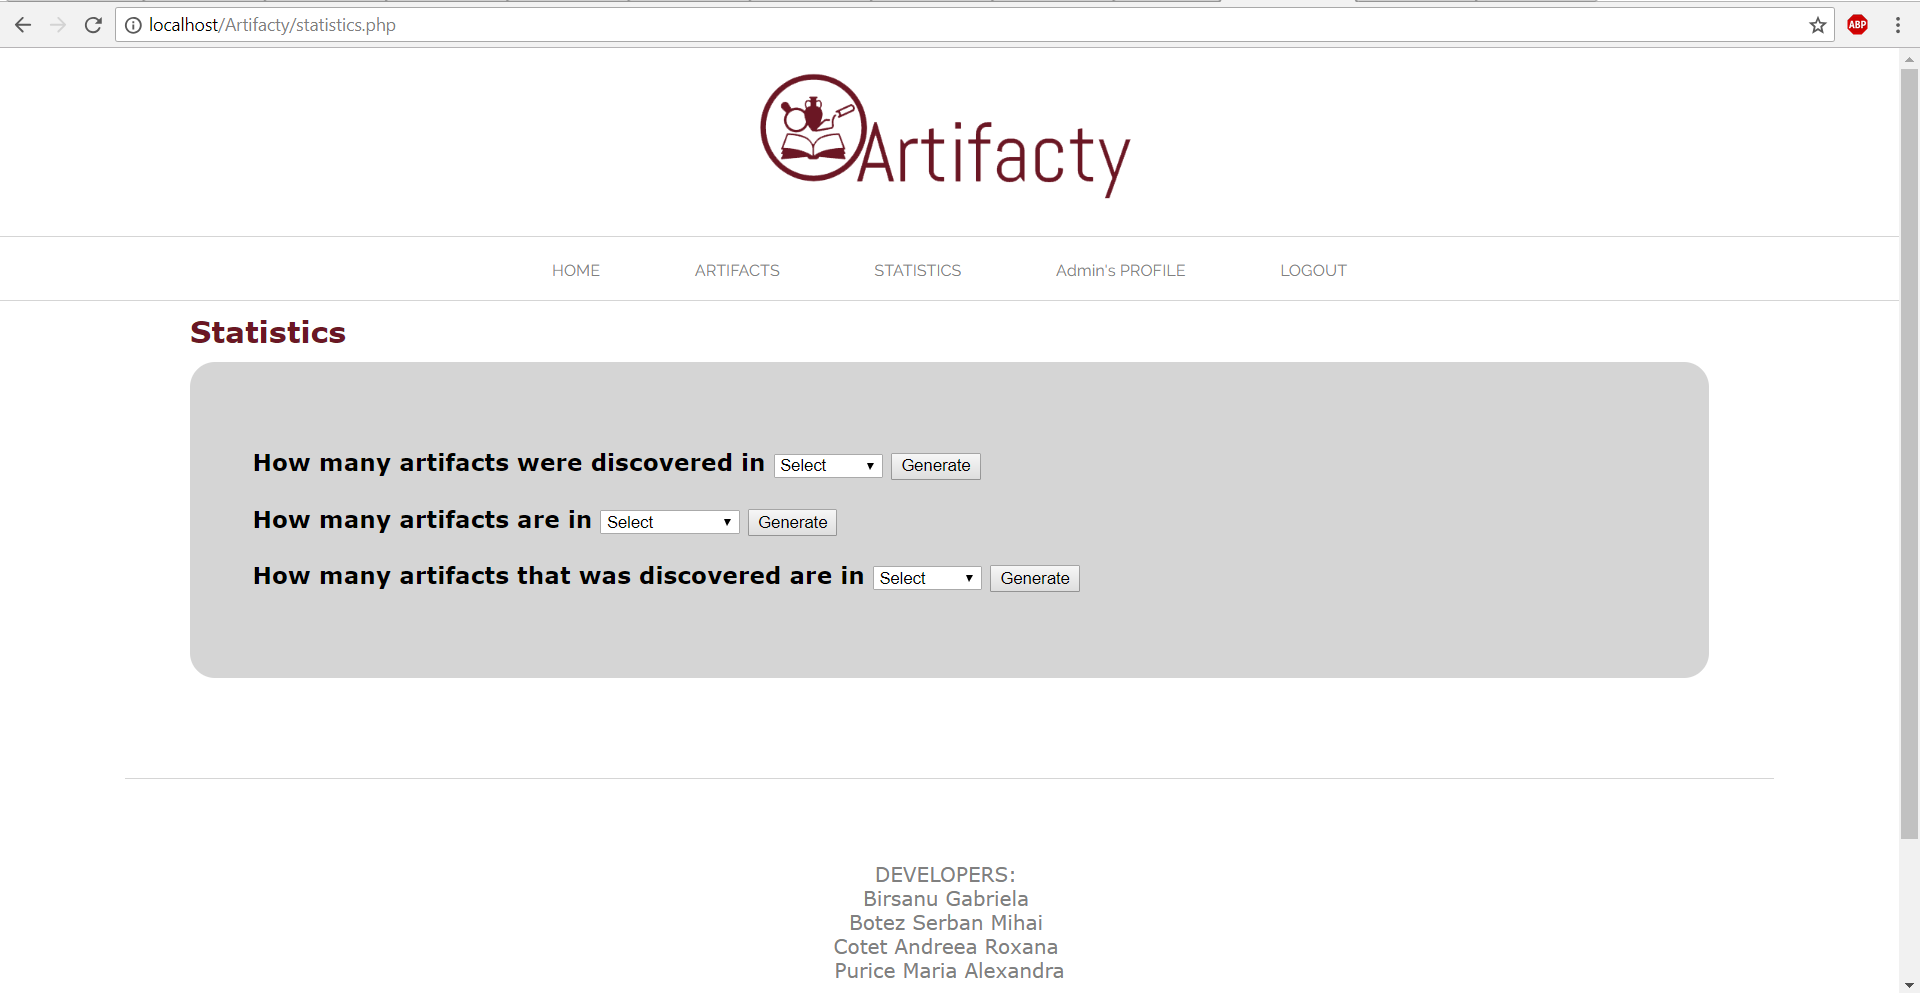 localhost/Artifacty/statistics.php
ABP
Artifacty
HOME ARTIFACTS STATISTICS Admin's PROFILE LOGOUT
Statistics
How many artifacts were discovered in Select Generate
How many artifacts are in Select Generate
How many artifacts that was discovered are in Select Generate
DEVELOPERS:
Birsanu Gabriela
Botez Serban Mihai
Cotet Andreea Roxana
Purice Maria Alexandra